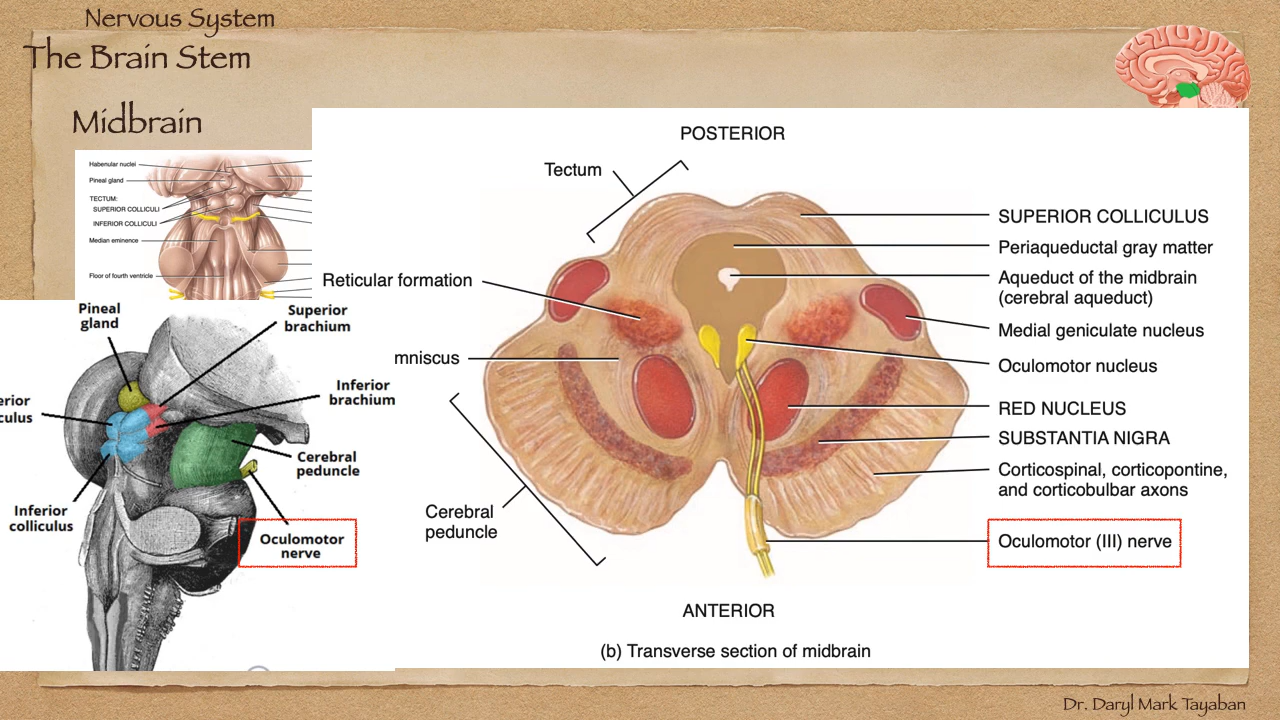 Nervous System
The Brain Stem
Midbrain
Habenular nuclei
Pineal gland
TECTUM:
SUPERIOR COLLICULI
INFERIOR COLLICULI
Median eminence
Floor of fourth ventricle
Pineal
gland
Superior
brachium
Inferior
brachium
erior
culus
Cerebral
peduncle
Inferior
colliculus
Oculomotor
nerve
POSTERIOR
Tectum
SUPERIOR COLLICULUS
Periaqueductal gray matter
Aqueduct of the midbrain
(cerebral aqueduct)
Reticular formation
Medial geniculate nucleus
mniscus
Oculomotor nucleus
RED NUCLEUS
SUBSTANTIA NIGRA
Corticospinal, corticopontine,
and corticobulbar axons
Cerebral
peduncle
Oculomotor (III) nerve
ANTERIOR
(b) Transverse section of midbrain
Dr. Daryl Mark Tayaban